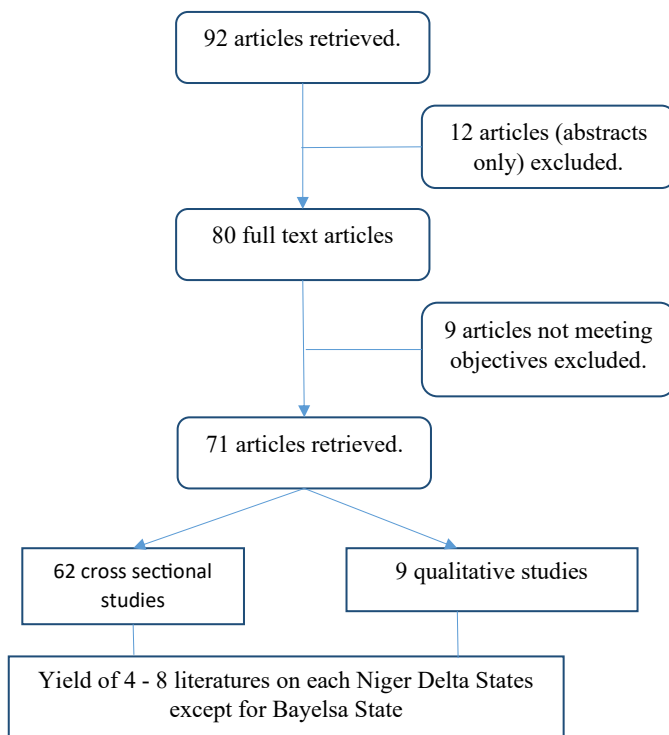 92 articles retrieved.
12 articles (abstracts
only) excluded.
80 full text articles
9 articles not meeting
objectives excluded.
71 articles retrieved.
62 cross sectional
studies
9 qualitative studies
Yield of 4 - 8 literatures on each Niger Delta States
except for Bayelsa State